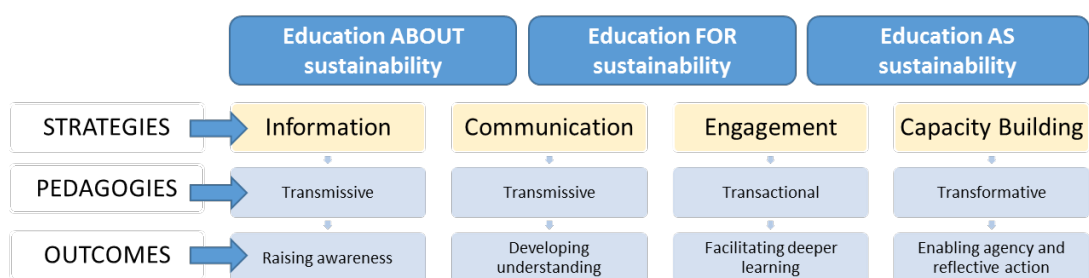 Education ABOUT
sustainability
Education FOR
sustainability
Education AS
sustainability
STRATEGIES
Information
Communication
Engagement
Capacity Building
PEDAGOGIES
Transmissive
Transmissive
Transactional
Transformative
OUTCOMES
Raising awareness
Developing
understanding
Facilitating deeper
learning
Enabling agency and
reflective action